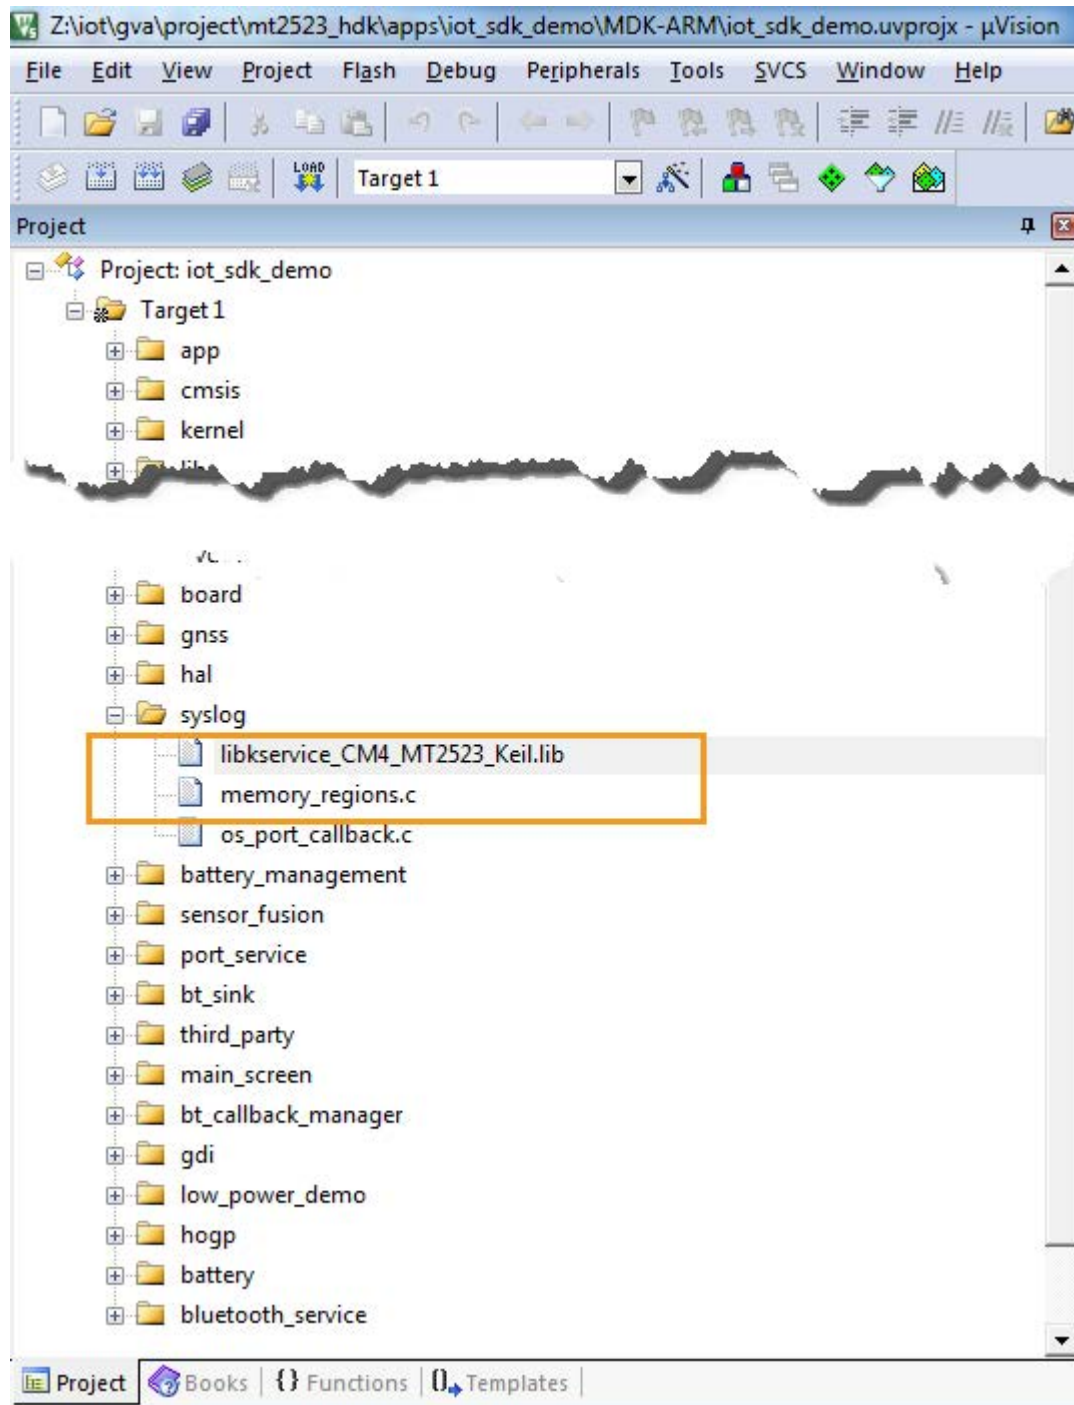 Z:\iot\gva\project\mt2523_hdk\apps\iot_sdk_demo\MDK-ARM\iot_sdk_demo.uvprojx - µVision
File Edit View Project Flash Debug Peripherals Tools SVCS Window Help
LOAD Target 1
Project
Project: iot_sdk_demo
Target 1
app
cmsis
kernel
board
gnss
hal
syslog
libkservice_CM4_MT2523_Keil.lib
memory_regions.c
os_port_callback.c
battery_management
sensor_fusion
port_service
bt_sink
third_party
main_screen
bt_callback_manager
gdi
low_power_demo
hogp
battery
bluetooth_service
Project Books {} Functions 0 Templates